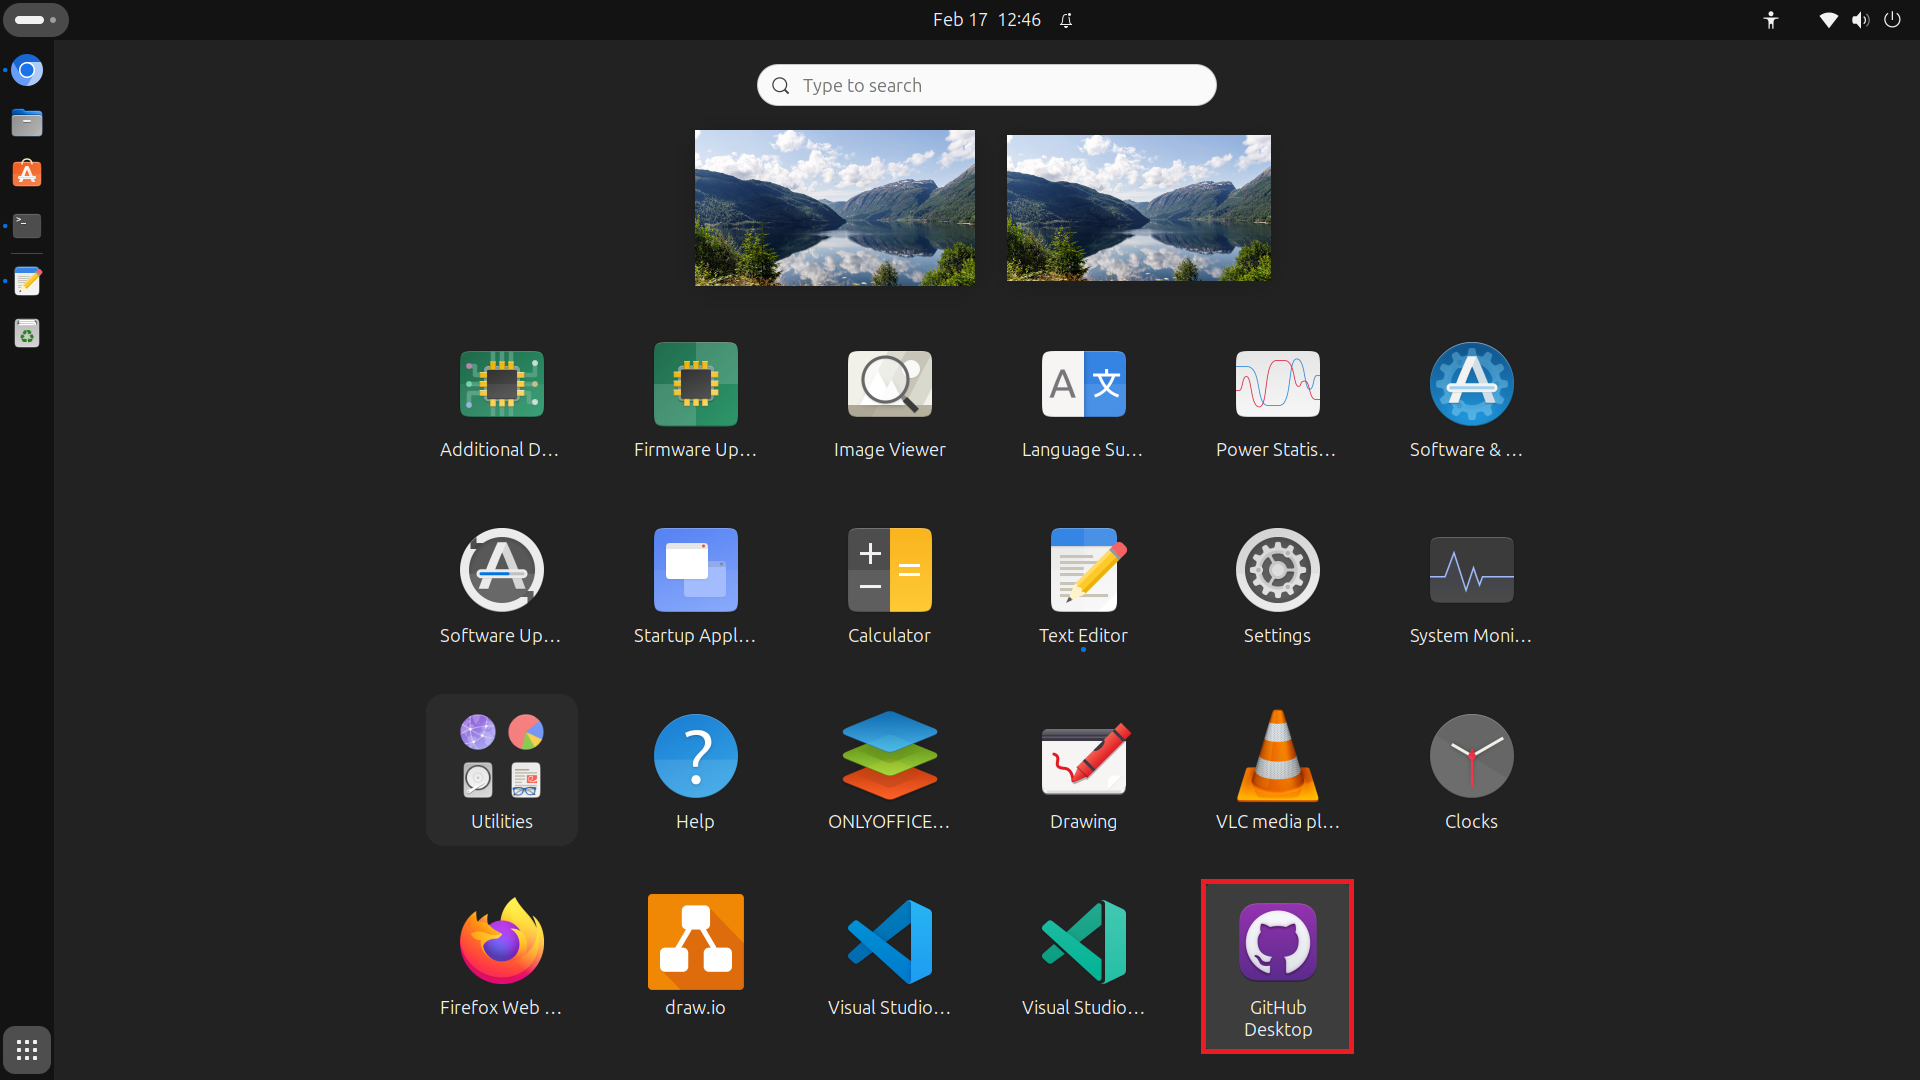 Feb 17 12:46
Type to search
Additional D...
Firmware Up...
Image Viewer
Language Su...
Power Statis...
Software & ...
Software Up...
Startup Appl...
Calculator
Text Editor
Settings
System Moni...
Utilities
Help
ONLYOFFICE...
Drawing
VLC media pl...
Clocks
Firefox Web ...
draw.io
Visual Studio...
Visual Studio...
GitHub
Desktop